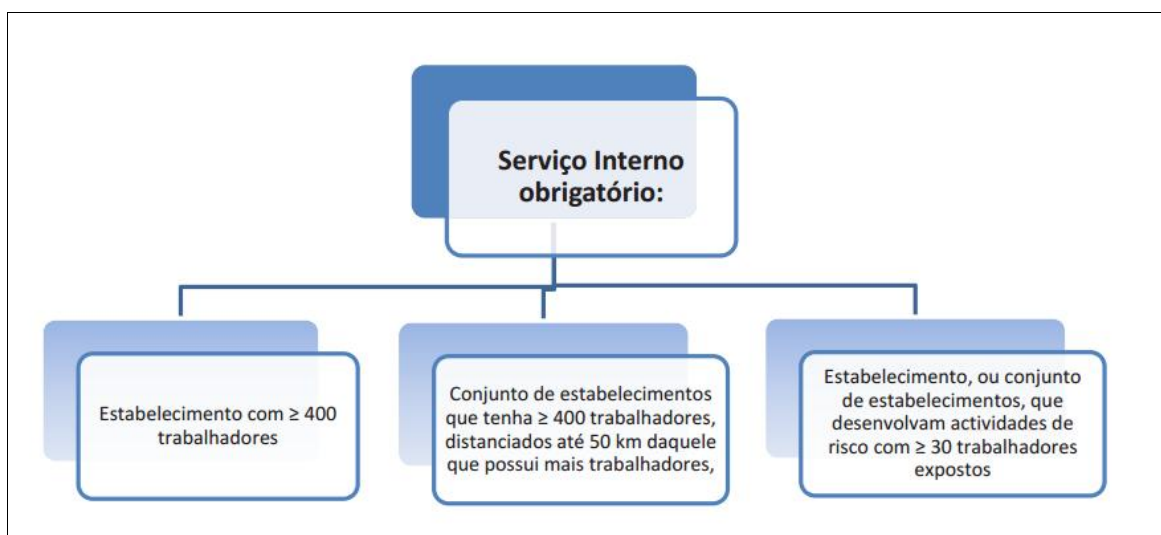 Serviço Interno
obrigatório:
Estabelecimento com ≥ 400
trabalhadores
Conjunto de estabelecimentos
que tenha ≥ 400 trabalhadores,
distanciados até 50 km daquele
que possui mais trabalhadores,
Estabelecimento, ou conjunto
de estabelecimentos, que
desenvolvam actividades de
risco com ≥ 30 trabalhadores
expostos